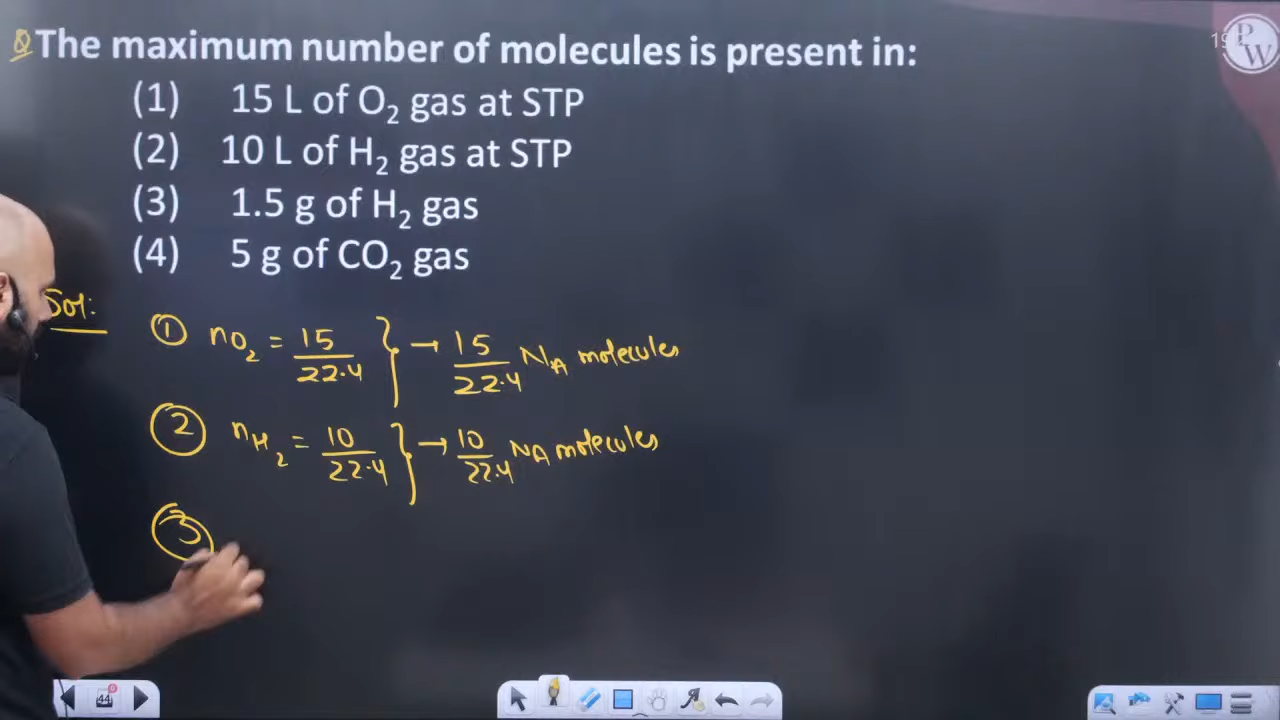 Q The maximum number of molecules is present in:
(1) 15 L of O₂ gas at STP
(2) 10 L of H₂ gas at STP
(3) 1.5 g of H₂ gas
(4) 5 g of CO₂ gas
Sol:
① nO₂ = 15/22.4 } → 15/22.4 NA molecules
② nH₂ = 10/22.4 } → 10/22.4 NA molecules
③
PW
44